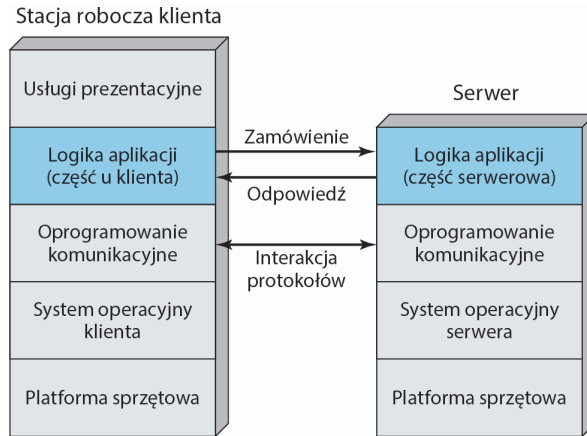 Stacja robocza klienta
Usługi prezentacyjne
Logika aplikacji
(część u klienta)
Oprogramowanie
komunikacyjne
System operacyjny
klienta
Platforma sprzętowa
Zamówienie
Odpowiedź
Interakcja
protokołów
Serwer
Logika aplikacji
(część serwerowa)
Oprogramowanie
komunikacyjne
System operacyjny
serwera
Platforma sprzętowa